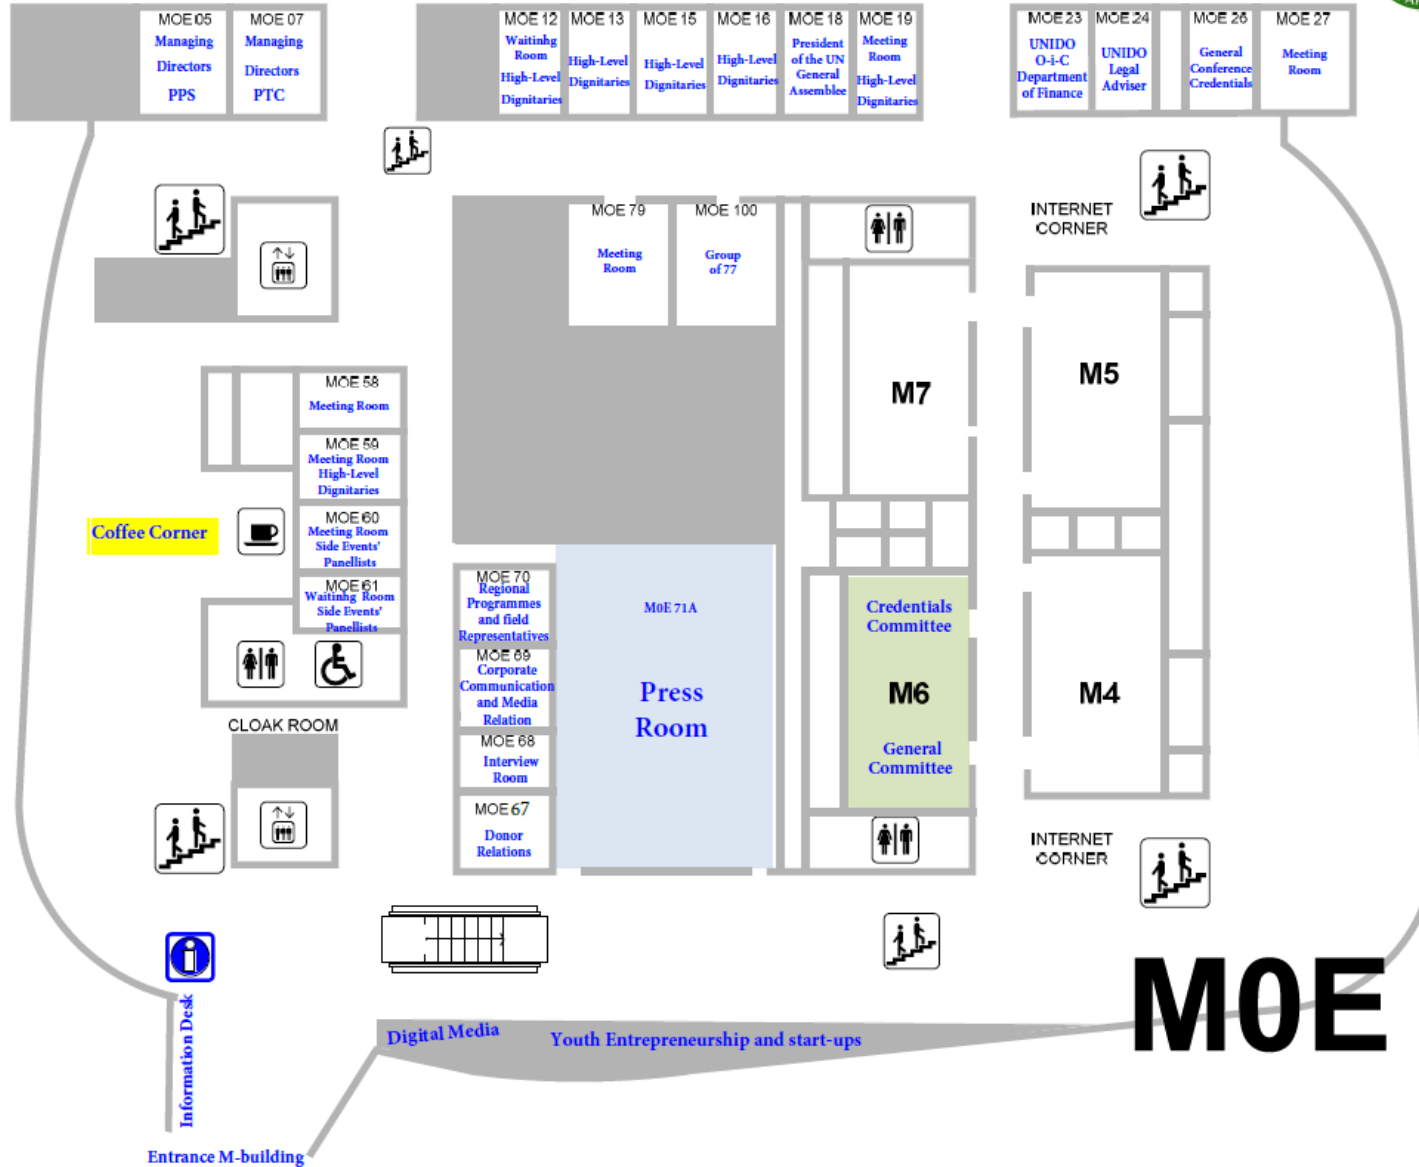 MOE 05
Managing
Directors
PPS
MOE 07
Managing
Directors
PTC
MOE 12
Waitinhg
Room
High-Level
Dignitaries
MOE 13
High-Level
Dignitaries
MOE 15
High-Level
Dignitaries
MOE 16
High-Level
Dignitaries
MOE 18
President
of the UN
General
Assemblee
MOE 19
Meeting
Room
High-Level
Dignitaries
MOE 23
UNIDO
O-i-C
Department
of Finance
MOE 24
UNIDO
Legal
Adviser
MOE 26
General
Conference
Credentials
MOE 27
Meeting
Room
INTERNET
CORNER
MOE 79
Meeting
Room
MOE 100
Group
of 77
M7
M5
MOE 58
Meeting Room
MOE 59
Meeting Room
High-Level
Dignitaries
Coffee Corner
MOE 60
Meeting Room
Side Events'
Panellists
MOE 61
Waitinhg Room
Side Events'
Panellists
CLOAK ROOM
MOE 70
Regional
Programmes
and field
Representatives
MOE 69
Corporate
Communication
and Media
Relation
MOE 68
Interview
Room
MOE 67
Donor
Relations
M0E 71A
Press
Room
Credentials
Committee
M6
General
Committee
M4
INTERNET
CORNER
M0E
Information Desk
Digital Media
Youth Entrepreneurship and start-ups
Entrance M-building